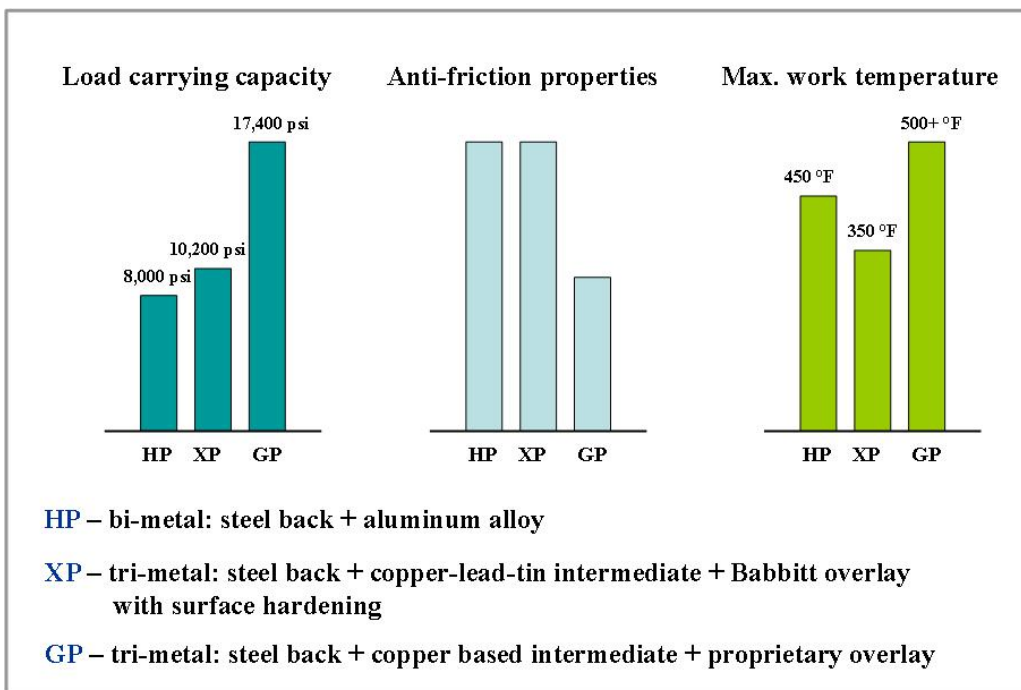 Load carrying capacity
Anti-friction properties
Max. work temperature
17,400 psi
10,200 psi
8,000 psi
500+ °F
450 °F
350 °F
HP XP GP
HP XP GP
HP XP GP
HP – bi-metal: steel back + aluminum alloy
XP – tri-metal: steel back + copper-lead-tin intermediate + Babbitt overlay
with surface hardening
GP – tri-metal: steel back + copper based intermediate + proprietary overlay